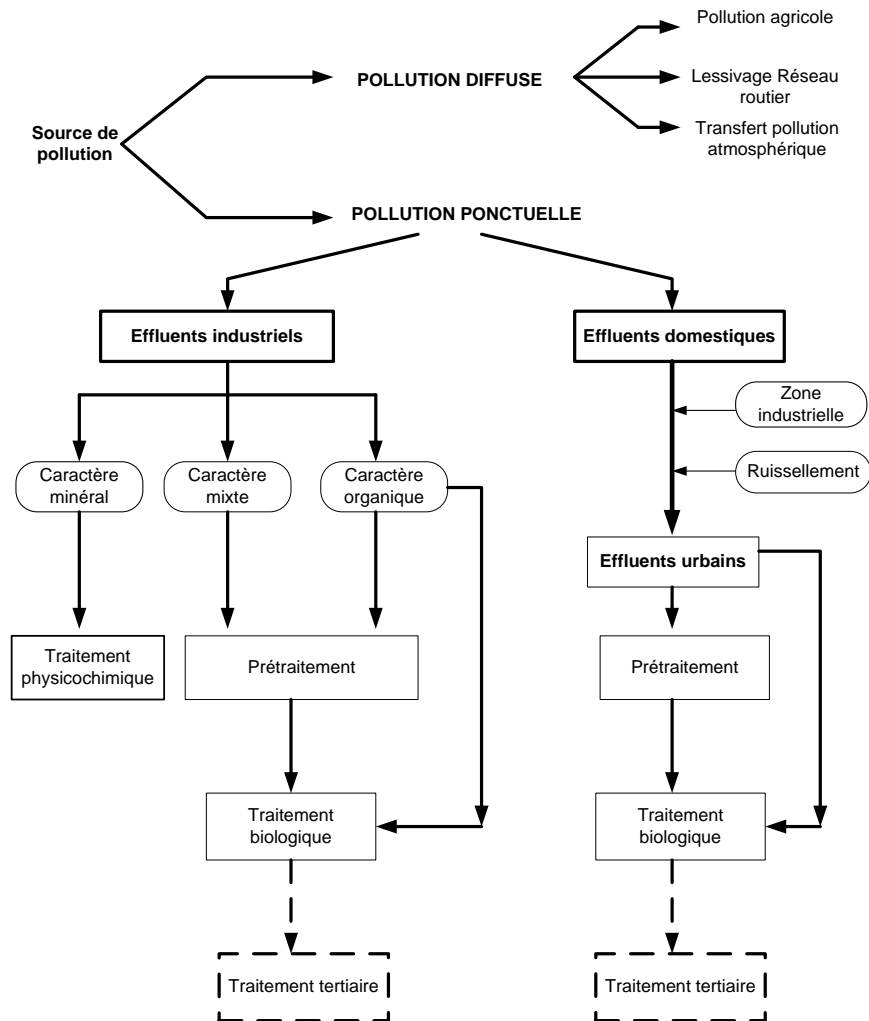 Pollution agricole
POLLUTION DIFFUSE
Lessivage Réseau
routier
Source de
pollution
Transfert pollution
atmosphérique
POLLUTION PONCTUELLE
Effluents industriels
Effluents domestiques
Zone
industrielle
Caractère
minéral
Caractère
mixte
Caractère
organique
Ruissellement
Effluents urbains
Traitement
physicochimique
Prétraitement
Prétraitement
Traitement
biologique
Traitement
biologique
Traitement tertiaire
Traitement tertiaire